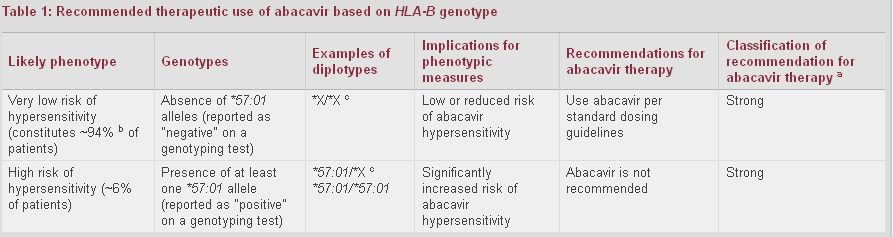 Table 1: Recommended therapeutic use of abacavir based on HLA-B genotype
Likely phenotype
Genotypes
Examples of
diplotypes
Implications for
phenotypic
measures
Recommendations for
abacavir therapy
Classification of
recommendation for
abacavir therapy a
Very low risk of
hypersensitivity
(constitutes ~94% b of
patients)
Absence of *57:01
alleles (reported as
"negative" on a
genotyping test)
*X/*X c
Low or reduced risk
of abacavir
hypersensitivity
Use abacavir per
standard dosing
guidelines
Strong
High risk of
hypersensitivity (~6%
of patients)
Presence of at least
one *57:01 allele
(reported as "positive"
on a genotyping test)
*57:01/*X c
*57:01/*57:01
Significantly
increased risk of
abacavir
hypersensitivity
Abacavir is not
recommended
Strong